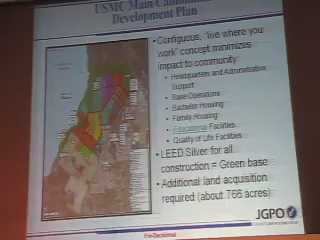 USMC Main
Development Plan
• Contiguous, "live where you
work" concept minimizes
impact to community
• Headquarters and Administrative
Support
• Base Operations
• Bachelor Housing
• Family Housing
• Educational Facilities
• Quality of Life Facilities
• LEED Silver for all
construction = Green base
• Additional land acquisition
required (about 766 acres)
JGPO
Pre-Decisional